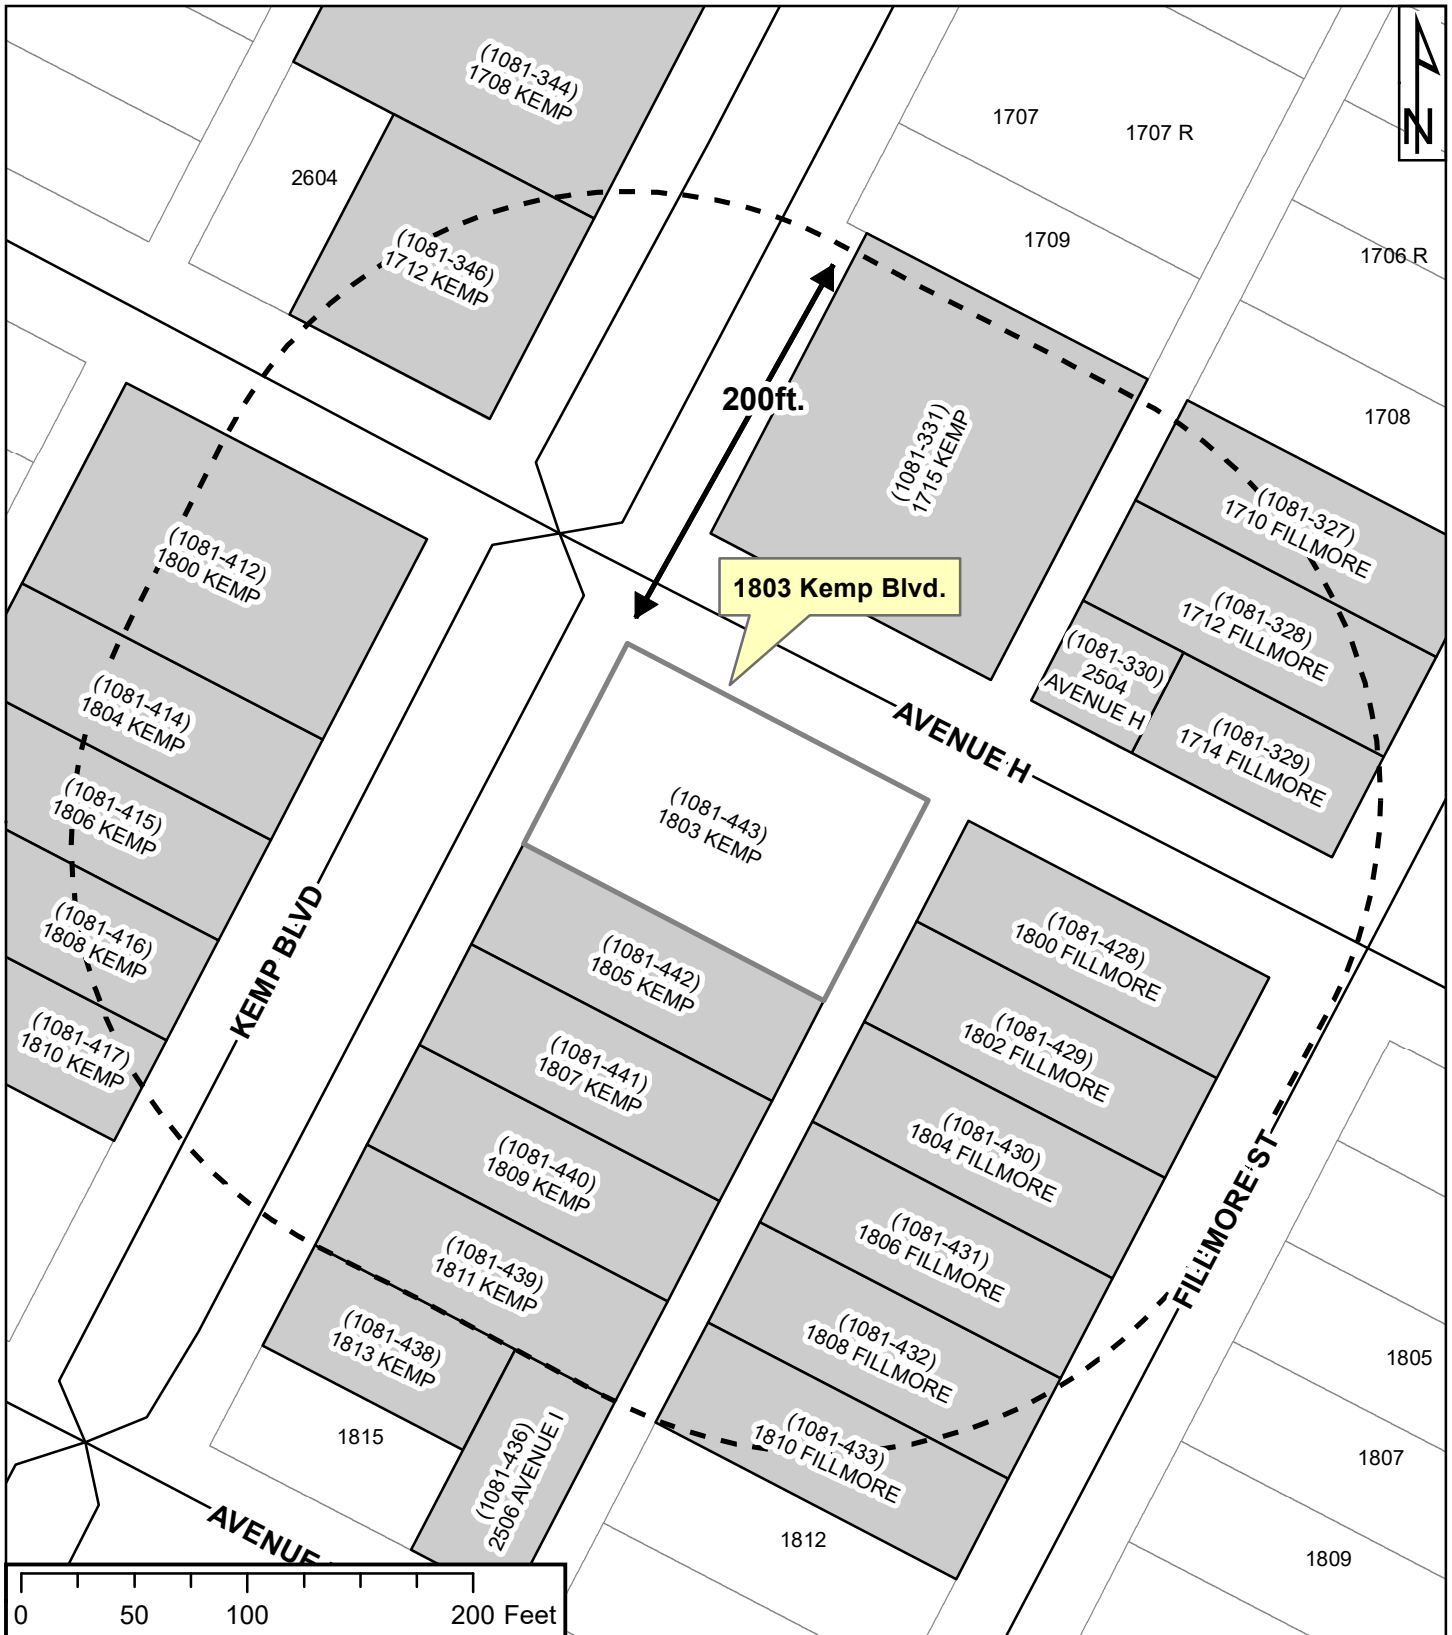 (1081-344)
1708 KEMP
1707
1707 R
N
2604
(1081-346)
1712 KEMP
1709
1706 R
200ft.
1708
(1081-331)
1715 KEMP
(1081-327)
1710 FILLMORE
(1081-412)
1800 KEMP
1803 Kemp Blvd.
(1081-328)
1712 FILLMORE
(1081-330)
2504
AVENUE H
(1081-414)
1804 KEMP
AVENUE H
(1081-329)
1714 FILLMORE
(1081-415)
1806 KEMP
(1081-443)
1803 KEMP
(1081-416)
1808 KEMP
KEMP BLVD
(1081-442)
1805 KEMP
(1081-428)
1800 FILLMORE
(1081-417)
1810 KEMP
(1081-441)
1807 KEMP
(1081-429)
1802 FILLMORE
(1081-440)
1809 KEMP
(1081-430)
1804 FILLMORE
FILLMORE ST
(1081-439)
1811 KEMP
(1081-431)
1806 FILLMORE
(1081-438)
1813 KEMP
(1081-432)
1808 FILLMORE
1805
1815
(1081-436)
2506 AVENUE I
(1081-433)
1810 FILLMORE
1807
AVENUE
1812
1809
0 50 100 200 Feet